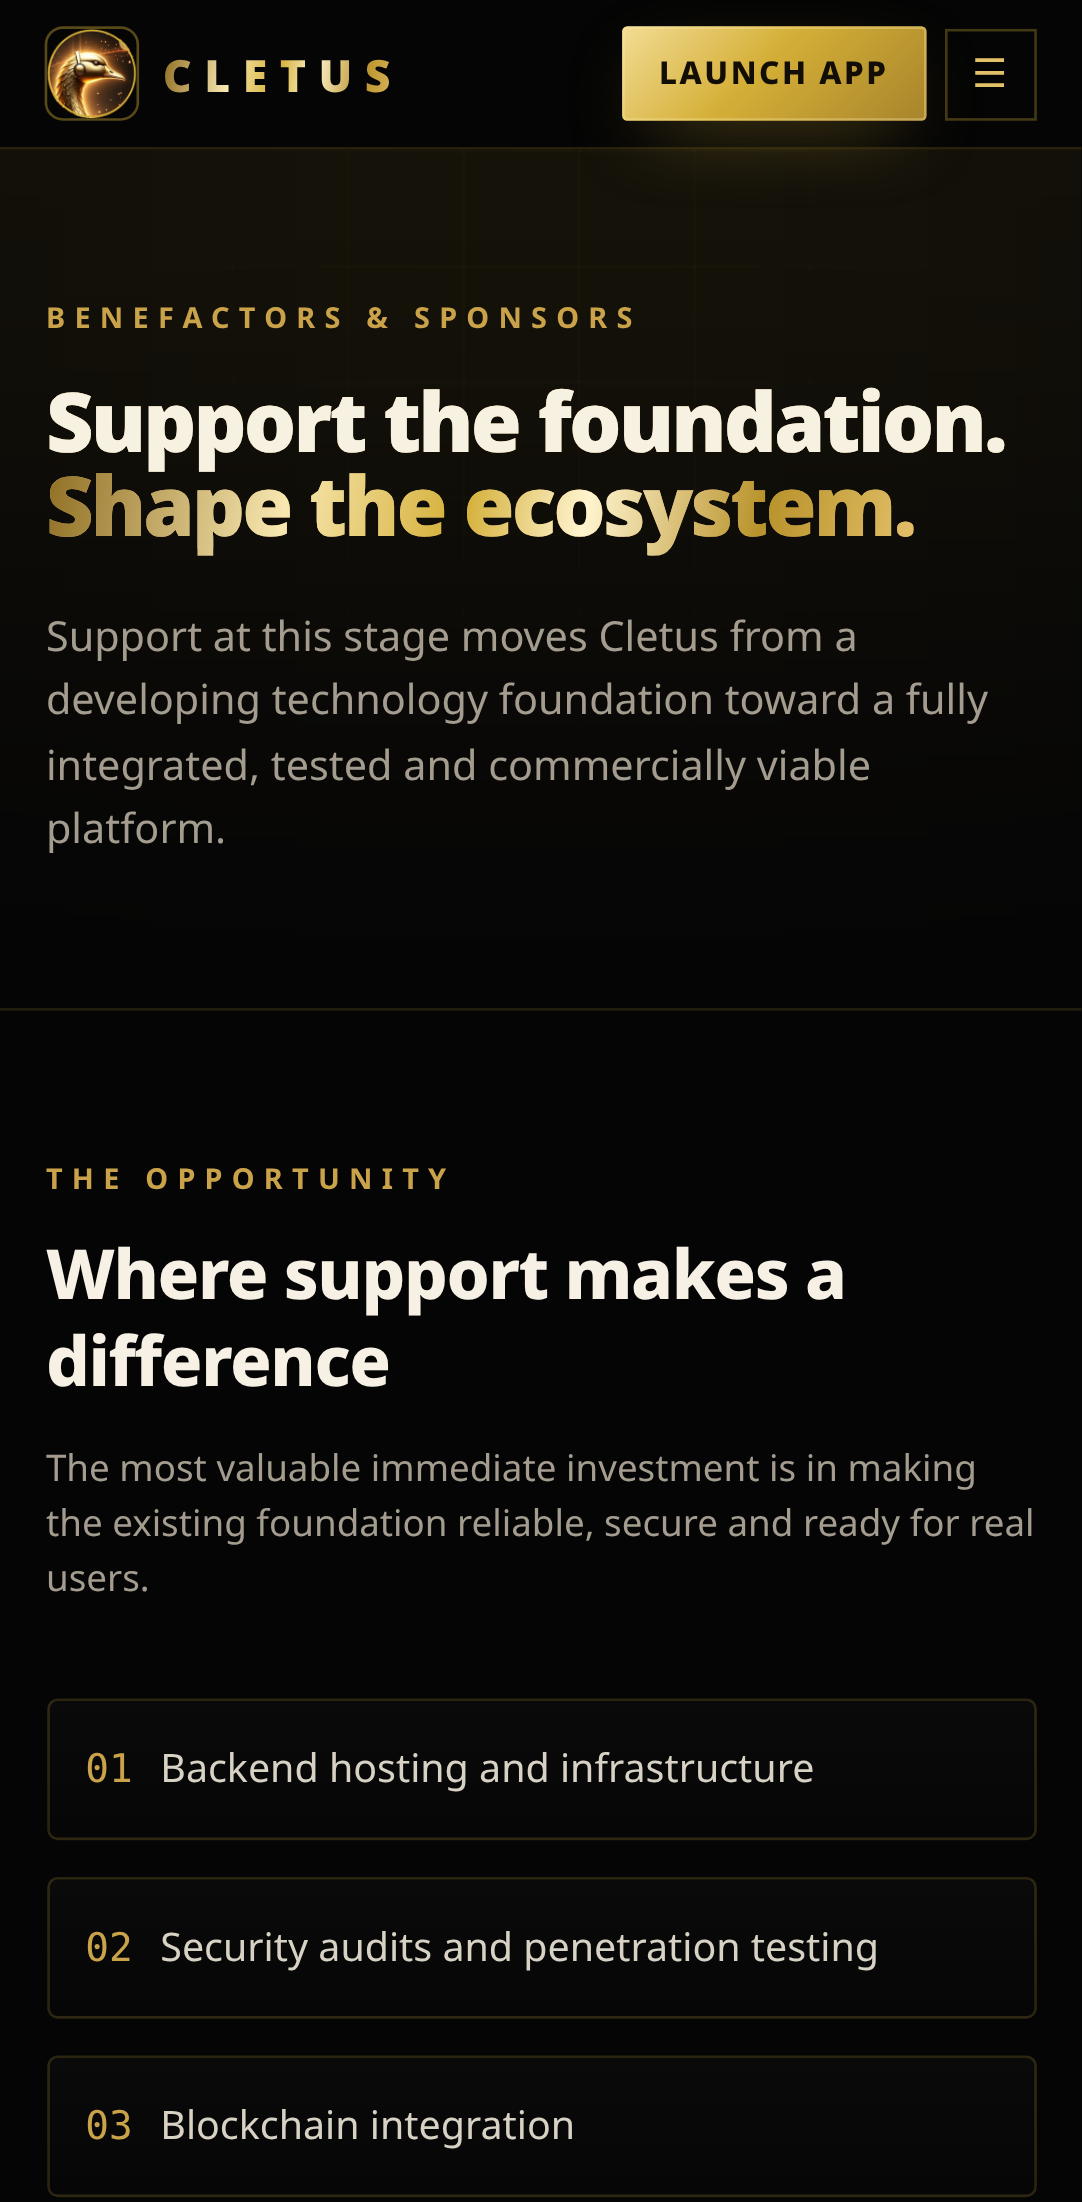 CLETUS
LAUNCH APP
BENEFACTORS & SPONSORS
Support the foundation.
Shape the ecosystem.
Support at this stage moves Cletus from a
developing technology foundation toward a fully
integrated, tested and commercially viable
platform.
THE OPPORTUNITY
Where support makes a
difference
The most valuable immediate investment is in making
the existing foundation reliable, secure and ready for real
users.
01 Backend hosting and infrastructure
02 Security audits and penetration testing
03 Blockchain integration